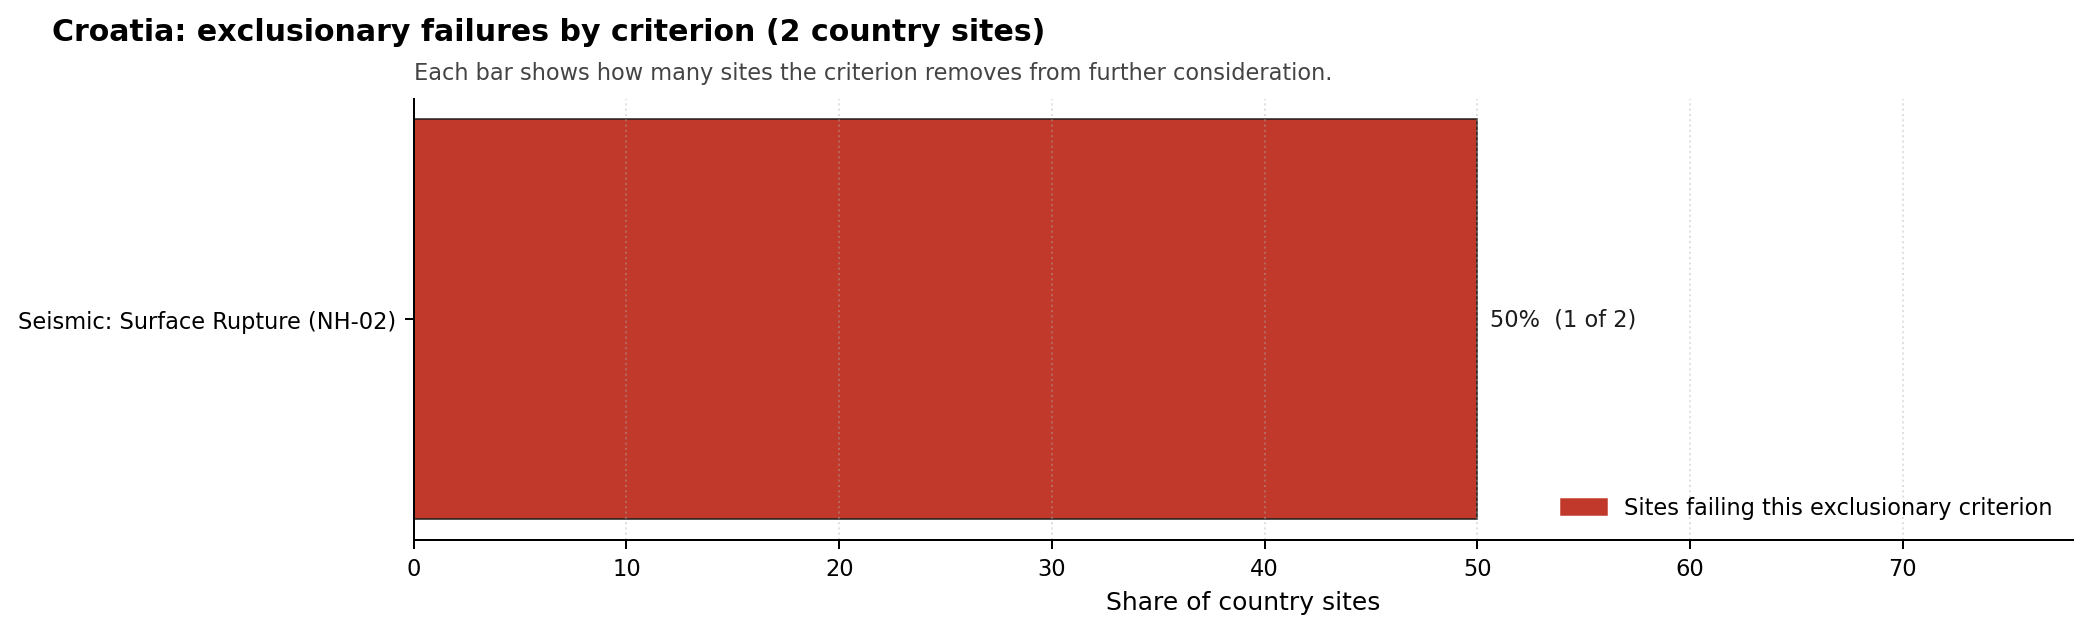 Croatia: exclusionary failures by criterion (2 country sites)
Each bar shows how many sites the criterion removes from further consideration.
Seismic: Surface Rupture (NH-02)
50%  (1 of 2)
Sites failing this exclusionary criterion
0 10 20 30 40 50 60 70
Share of country sites